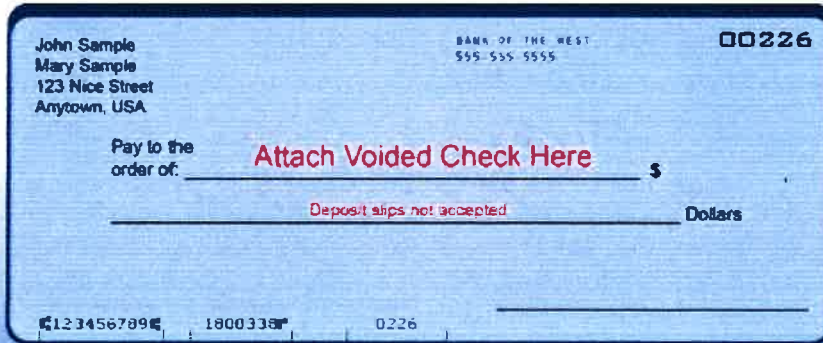 John Sample
Mary Sample
123 Nice Street
Anytown, USA
BANK OF THE WEST
555 555 5555
00226
Pay to the
order of:
Attach Voided Check Here
$
Deposit slips not accepted
Dollars
⑆123456789⑆ 1800338⑈ 0226